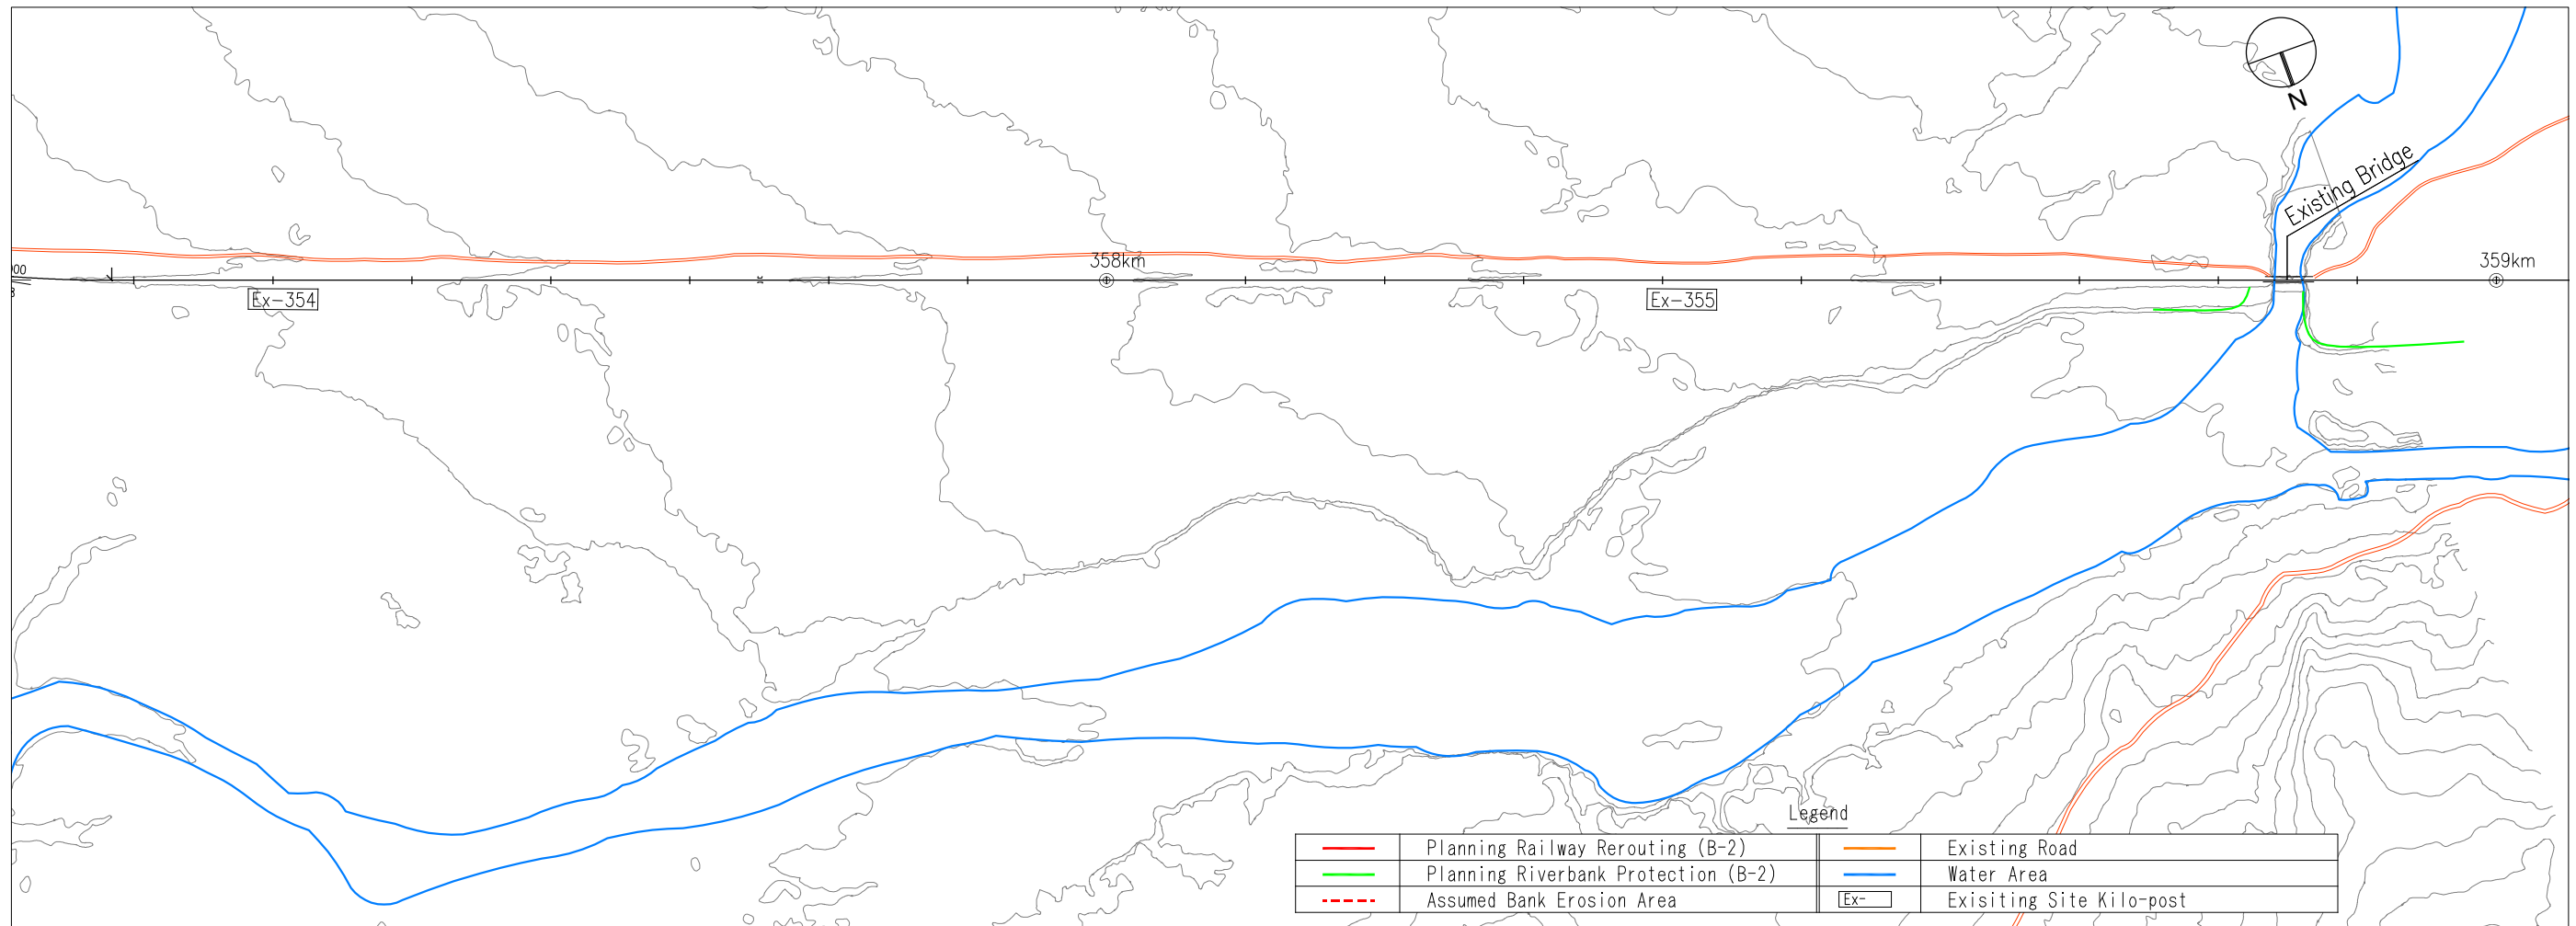 N
Existing Bridge
358km
359km
00
Ex-354
Ex-355
Legend
Planning Railway Rerouting (B-2)
Existing Road
Planning Riverbank Protection (B-2)
Water Area
Assumed Bank Erosion Area
Ex-
Exisiting Site Kilo-post